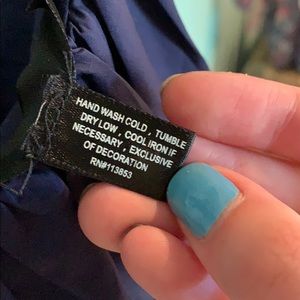 HAND WASH COLD , TUMBLE
DRY LOW , COOL IRON IF
NECESSARY , EXCLUSIVE
OF DECORATION
RN#113853